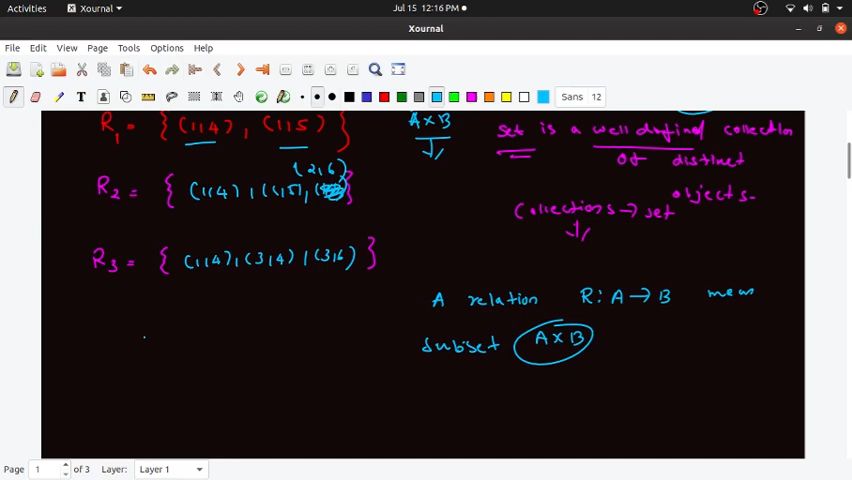 Activities
Xournal
Jul 15 12:16 PM
Xournal
File Edit View Page Tools Options Help
Sans 12
R1 = { (1,4), (1,5) }
A×B
set is a well defined collection
of distinct
objects.
(2,6)
R2 = { (1,4), (1,5), }
Collections → set
R3 = { (1,4), (3,4), (3,6) }
A relation R: A → B mean
subset A×B
Page 1 of 3 Layer: Layer 1